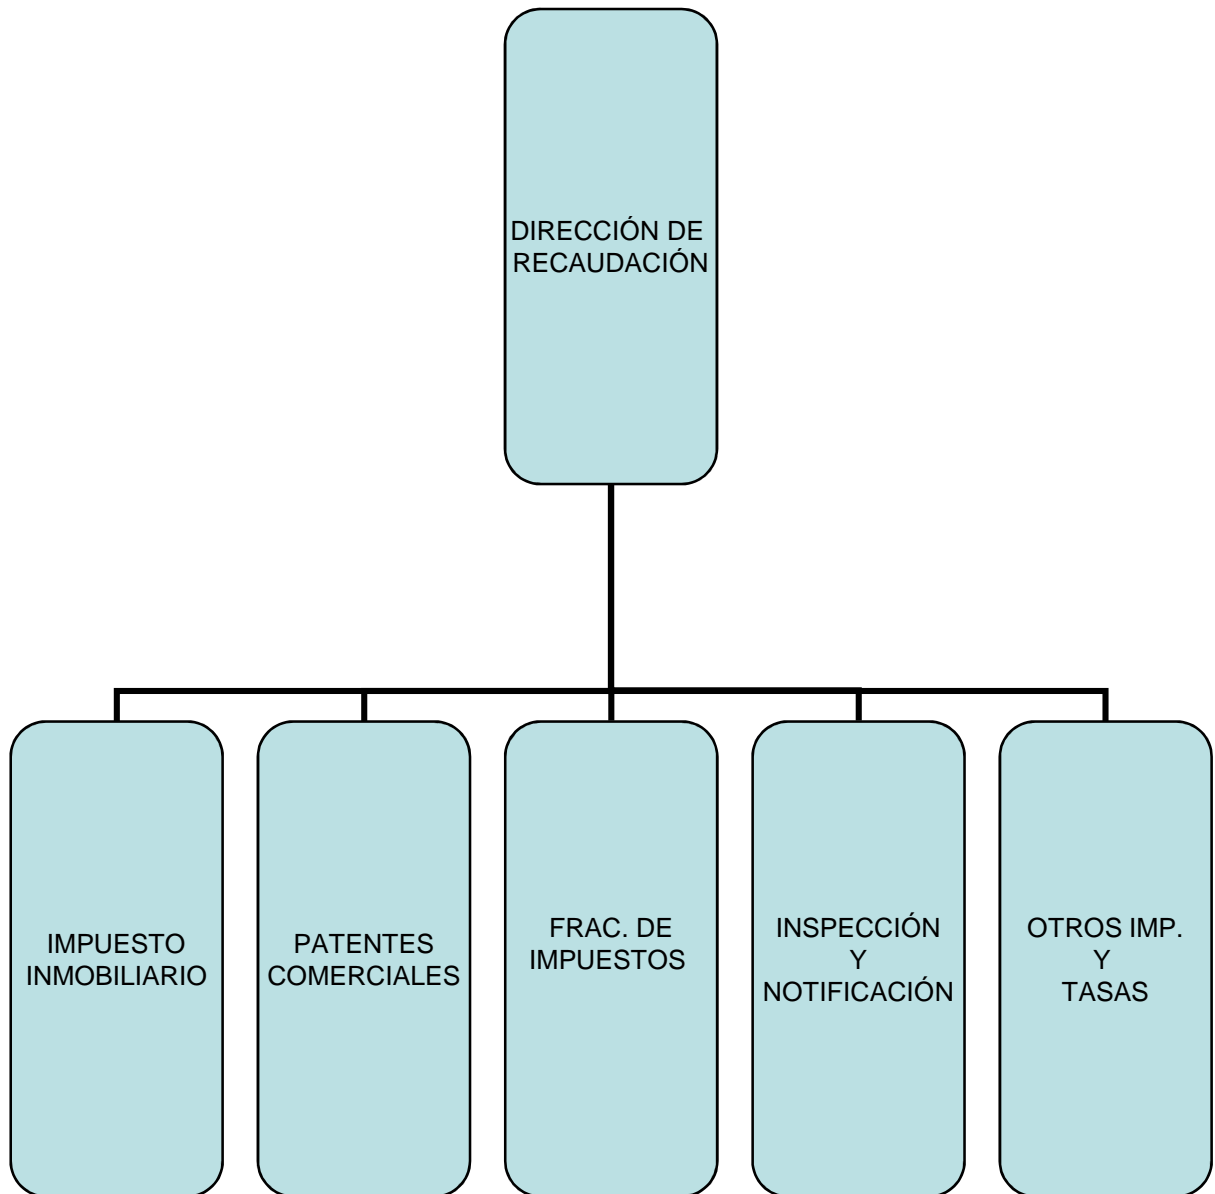 DIRECCIÓN DE
RECAUDACIÓN
IMPUESTO
INMOBILIARIO
PATENTES
COMERCIALES
FRAC. DE
IMPUESTOS
INSPECCIÓN
Y
NOTIFICACIÓN
OTROS IMP.
Y
TASAS